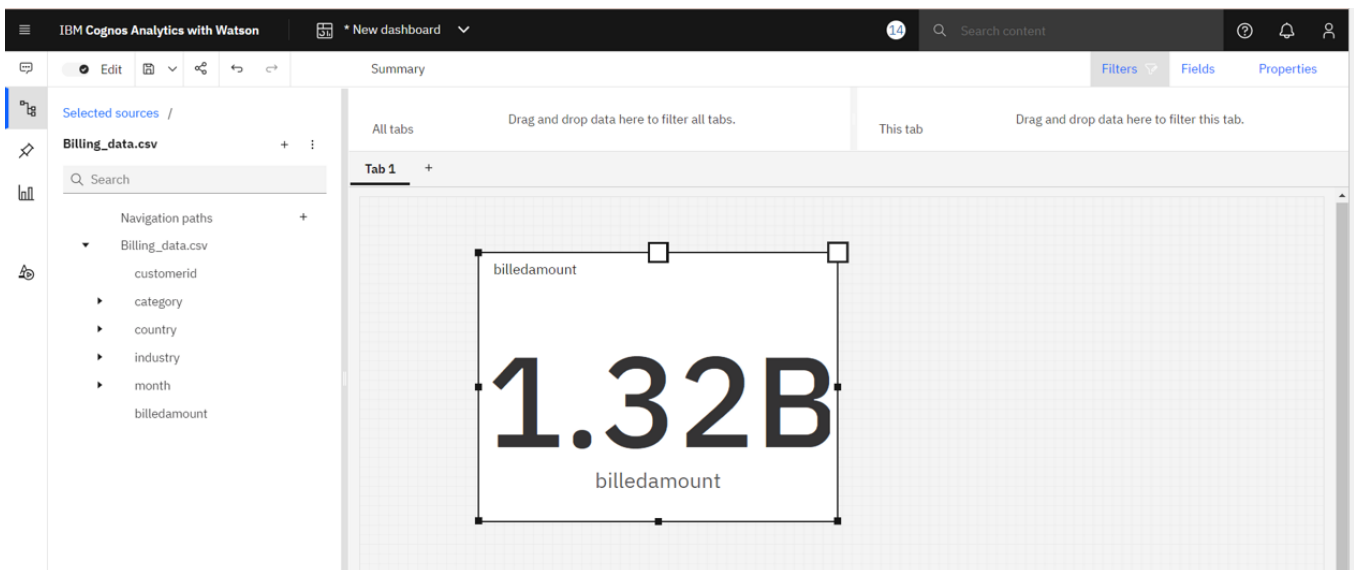 IBM Cognos Analytics with Watson
* New dashboard
14
Search content
Edit
Summary
Filters
Fields
Properties
Selected sources /
Billing_data.csv
Search
Navigation paths
Billing_data.csv
customerid
category
country
industry
month
billedamount
All tabs
Drag and drop data here to filter all tabs.
This tab
Drag and drop data here to filter this tab.
Tab 1
billedamount
1.32B
billedamount